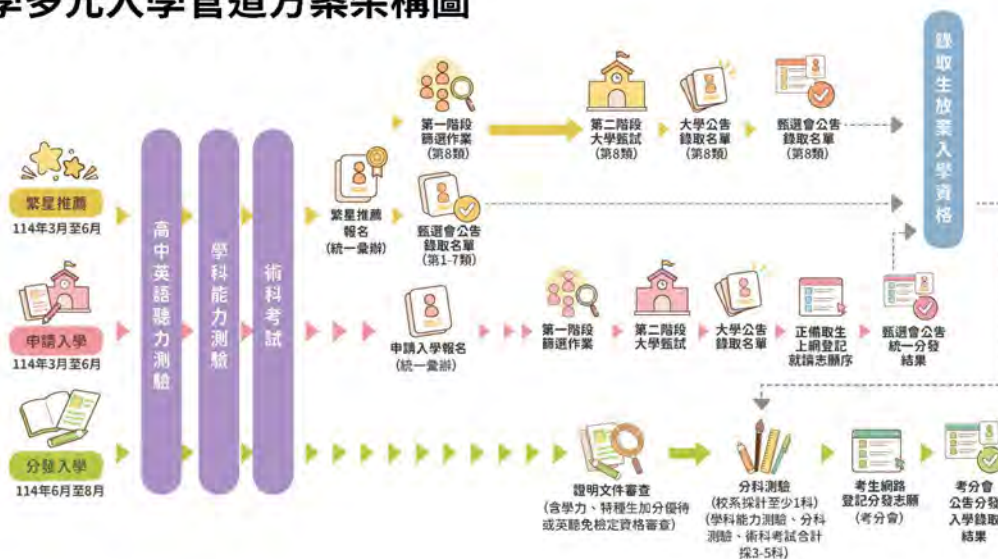 學多元入學管道方案架構圖
錄取生放棄入學資格
第一階段
篩選作業
(第8類)
第二階段
大學甄試
(第8類)
大學公告
錄取名單
(第8類)
甄選會公告
錄取名單
(第8類)
繁星推薦
114年3月至6月
高中英語聽力測驗
學科能力測驗
術科考試
繁星推薦
報名
(統一彙辦)
甄選會公告
錄取名單
(第1-7類)
申請入學
114年3月至6月
申請入學報名
(統一彙辦)
第一階段
篩選作業
第二階段
大學甄試
大學公告
錄取名單
正備取生
上網登記
就讀志願序
甄選會公告
統一分發
結果
分發入學
114年6月至8月
證明文件審查
(含學力、特種生加分優待
或英聽免檢定資格審查)
分科測驗
(校系採計至少1科)
(學科能力測驗、分科
測驗、術科考試合計
採3-5科)
考生網路
登記分發志願
(考分會)
考分會
公告分發
入學錄取
結果